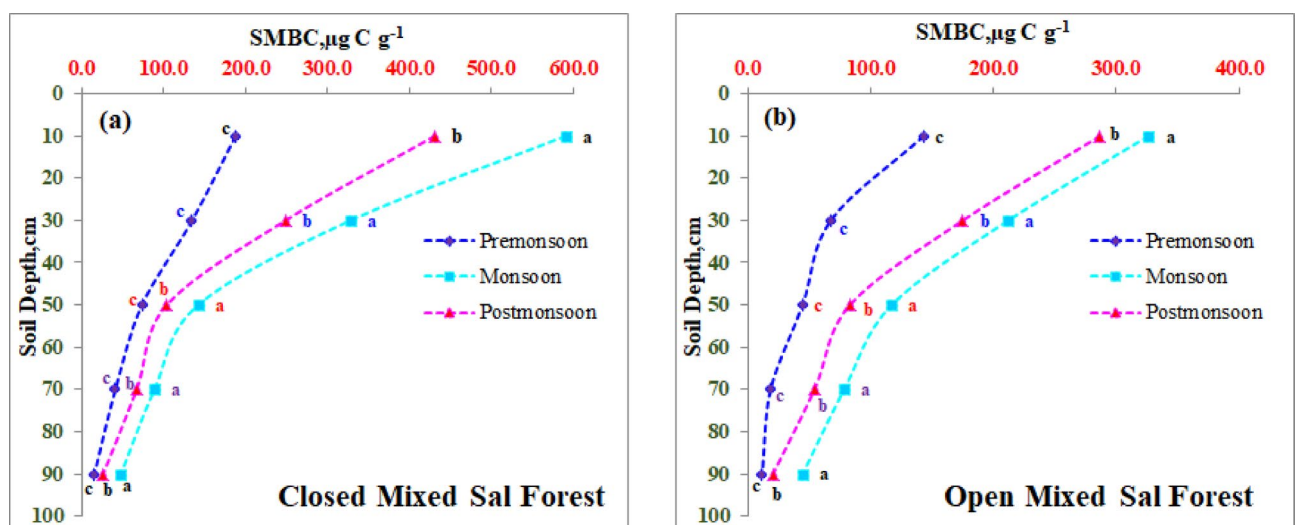 SMBC,µg C g-1
0.0 100.0 200.0 300.0 400.0 500.0 600.0
0
10
20
30
40
50
60
70
80
90
100
Soil Depth,cm
(a)
c b a
c b a
c b a
c b a
c b a
Premonsoon
Monsoon
Postmonsoon
Closed Mixed Sal Forest
SMBC,µg C g-1
0.0 100.0 200.0 300.0 400.0
0
10
20
30
40
50
60
70
80
90
100
Soil Depth,cm
(b)
c b a
c b a
c b a
c b a
c b a
Premonsoon
Monsoon
Postmonsoon
Open Mixed Sal Forest